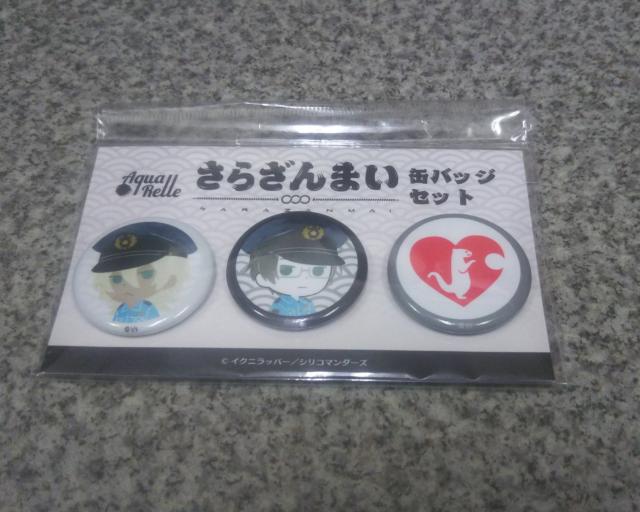 Aqua Relle
さらざんまい
缶バッジ
セット
SARAZANMAI
©イクニラッパー/シリコマンダーズ